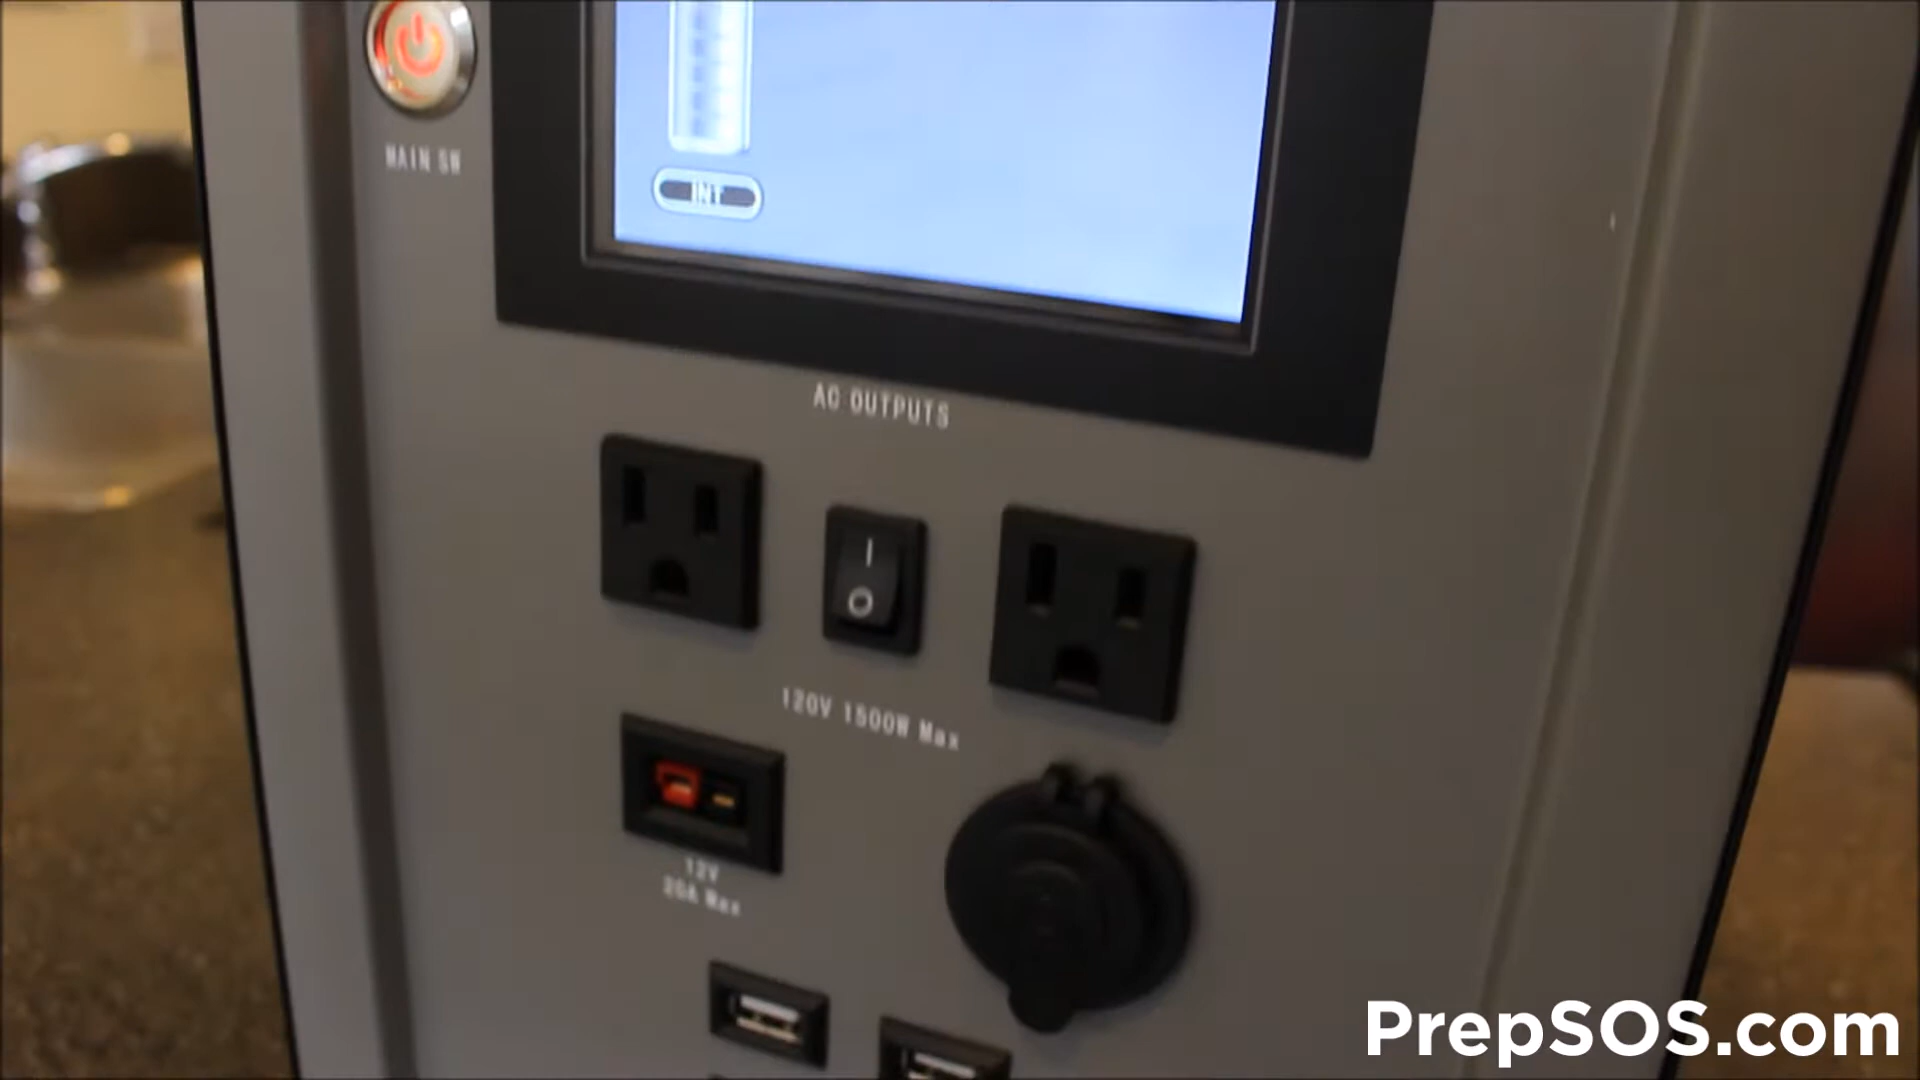 MAIN SW
INT
AC OUTPUTS
120V 1500W Max
12V
20A Max
PrepSOS.com